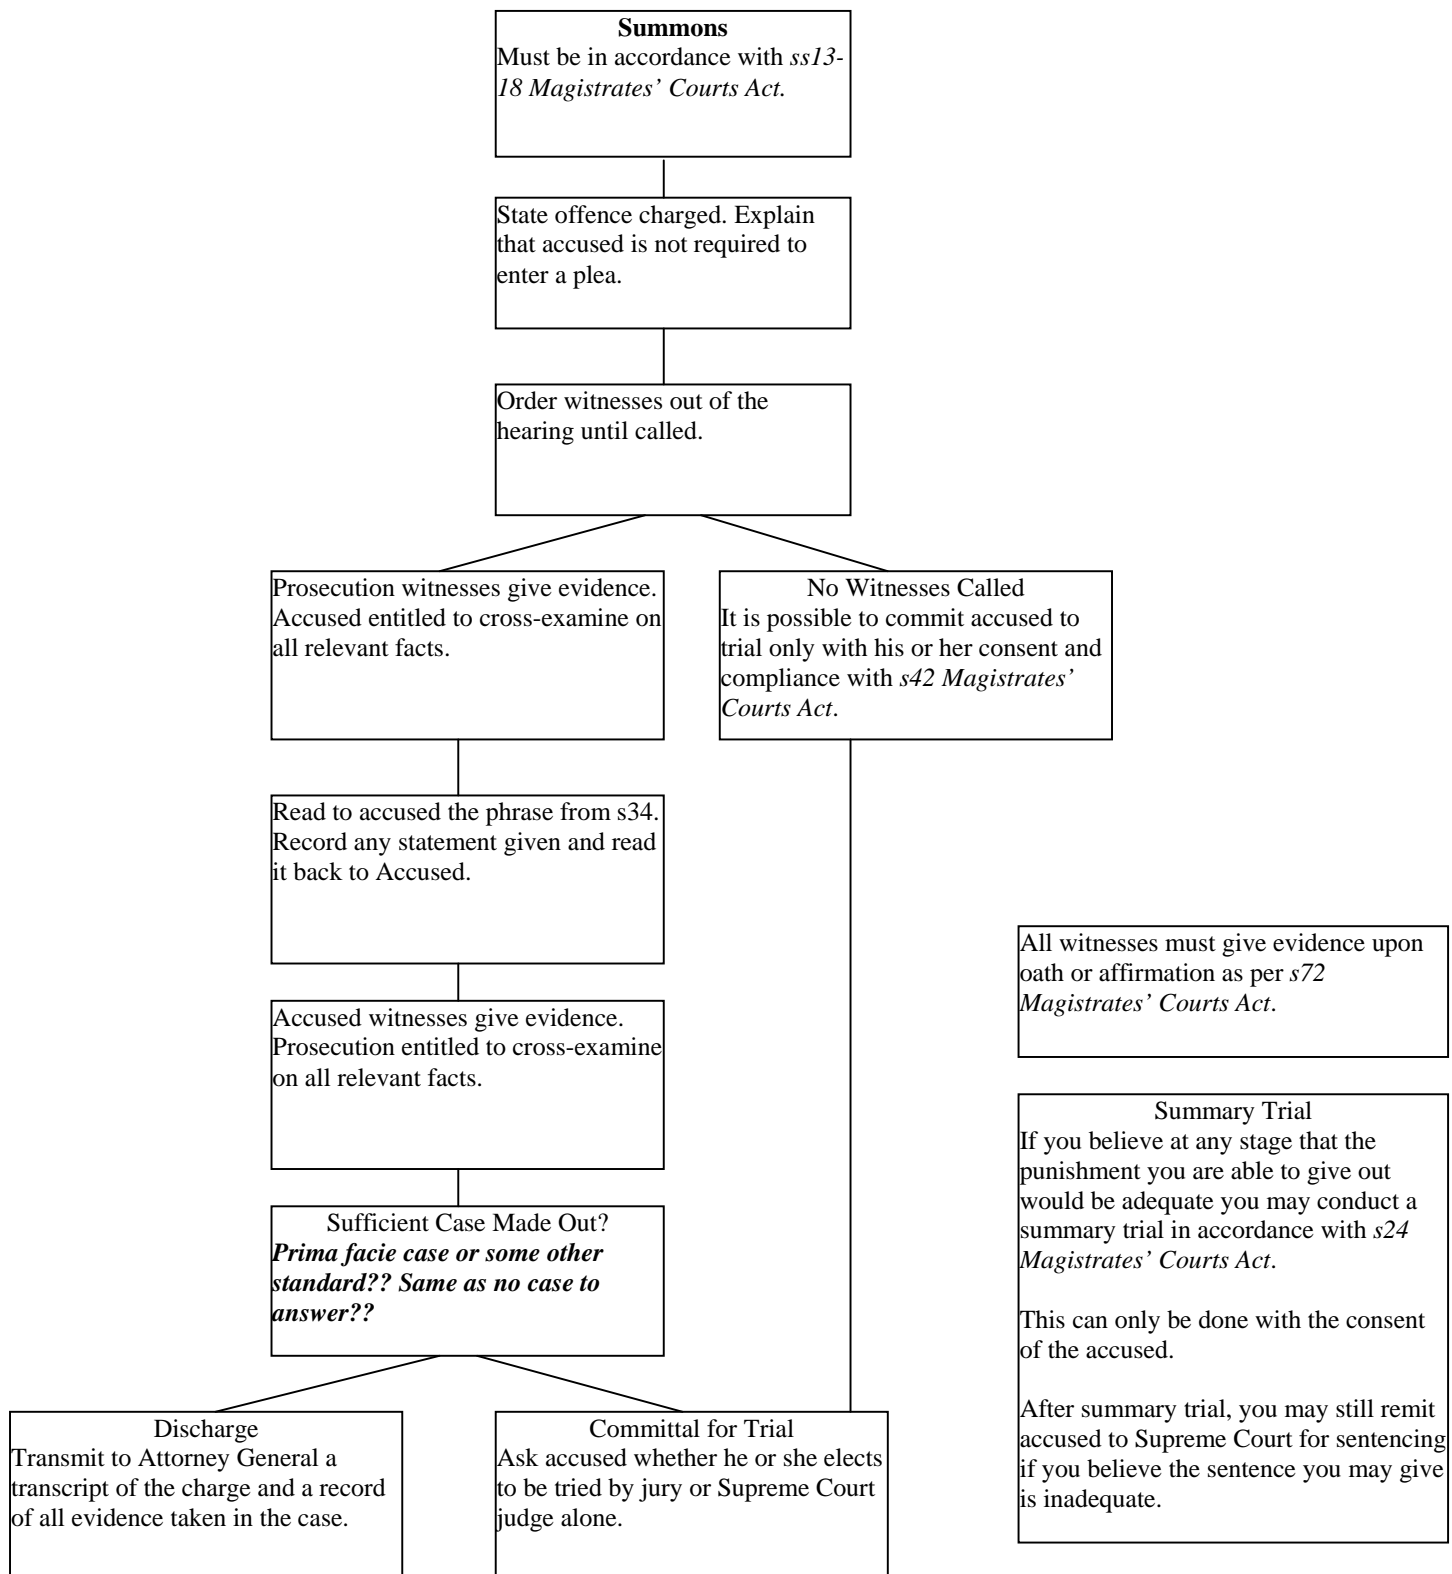 Summons
Must be in accordance with ss13-
18 Magistrates’ Courts Act.
State offence charged. Explain
that accused is not required to
enter a plea.
Order witnesses out of the
hearing until called.
Prosecution witnesses give evidence.
Accused entitled to cross-examine on
all relevant facts.
No Witnesses Called
It is possible to commit accused to
trial only with his or her consent and
compliance with s42 Magistrates’
Courts Act.
Read to accused the phrase from s34.
Record any statement given and read
it back to Accused.
Accused witnesses give evidence.
Prosecution entitled to cross-examine
on all relevant facts.
Sufficient Case Made Out?
Prima facie case or some other
standard?? Same as no case to
answer??
Discharge
Transmit to Attorney General a
transcript of the charge and a record
of all evidence taken in the case.
Committal for Trial
Ask accused whether he or she elects
to be tried by jury or Supreme Court
judge alone.
All witnesses must give evidence upon
oath or affirmation as per s72
Magistrates’ Courts Act.
Summary Trial
If you believe at any stage that the
punishment you are able to give out
would be adequate you may conduct a
summary trial in accordance with s24
Magistrates’ Courts Act.
This can only be done with the consent
of the accused.
After summary trial, you may still remit
accused to Supreme Court for sentencing
if you believe the sentence you may give
is inadequate.